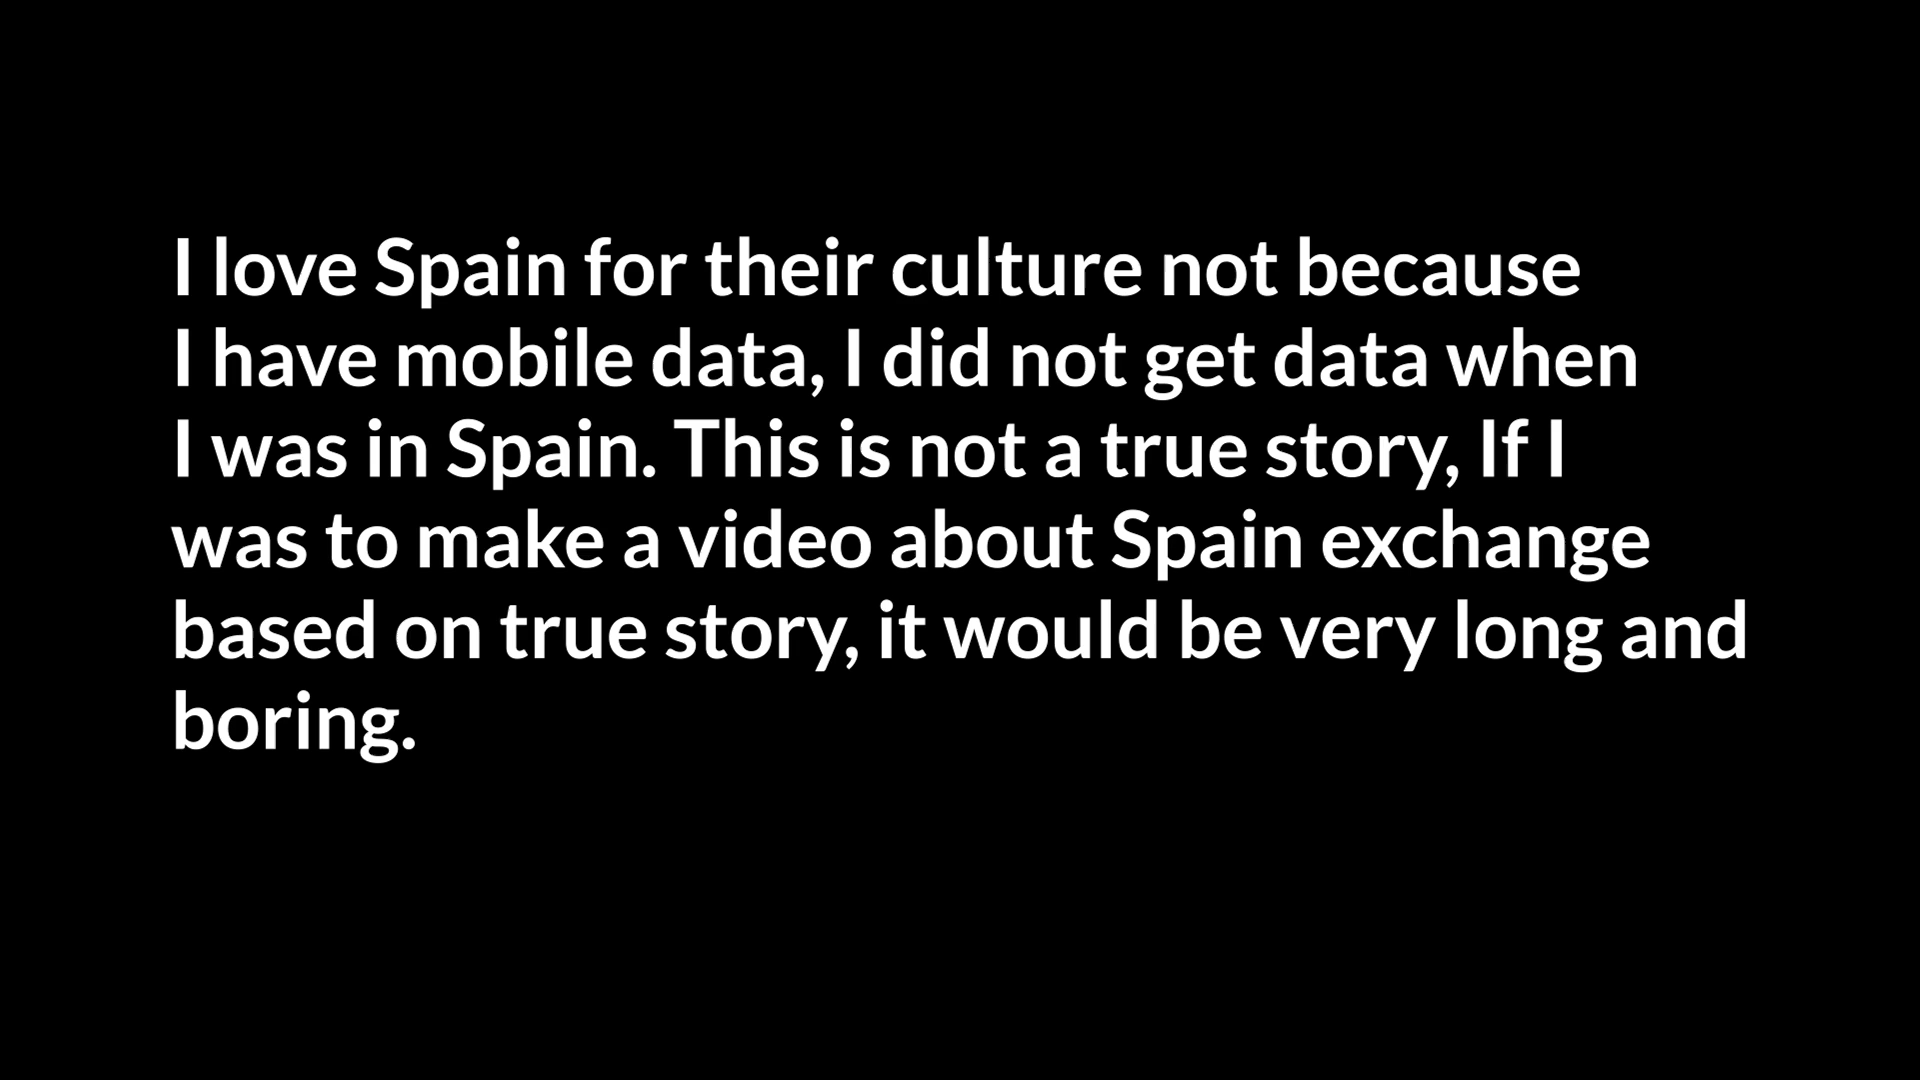 I love Spain for their culture not because
I have mobile data, I did not get data when
I was in Spain. This is not a true story, If I
was to make a video about Spain exchange
based on true story, it would be very long and
boring.